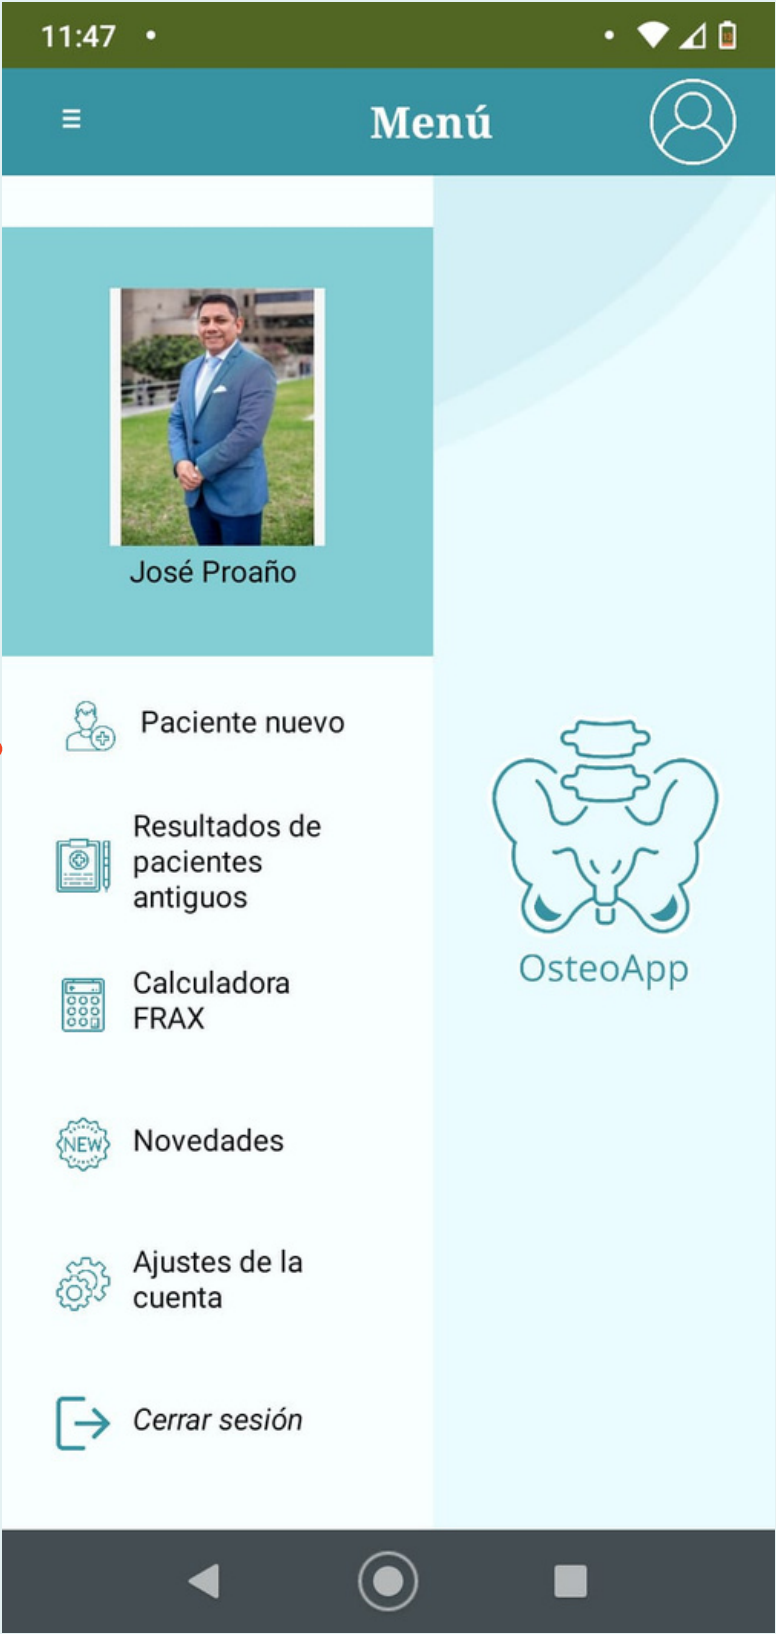 11:47
Menú
José Proaño
Paciente nuevo
Resultados de
pacientes
antiguos
Calculadora
FRAX
NEW
Novedades
Ajustes de la
cuenta
Cerrar sesión
OsteoApp